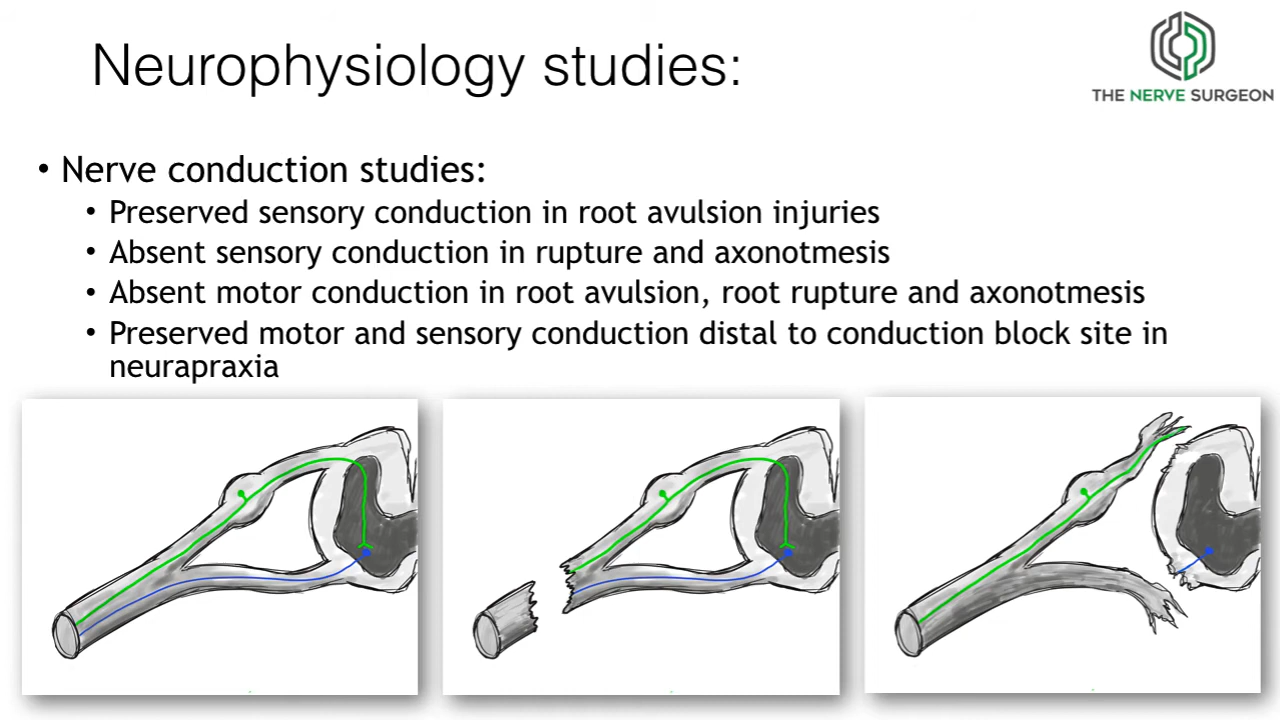 Neurophysiology studies:
THE NERVE SURGEON
• Nerve conduction studies:
• Preserved sensory conduction in root avulsion injuries
• Absent sensory conduction in rupture and axonotmesis
• Absent motor conduction in root avulsion, root rupture and axonotmesis
• Preserved motor and sensory conduction distal to conduction block site in
neurapraxia